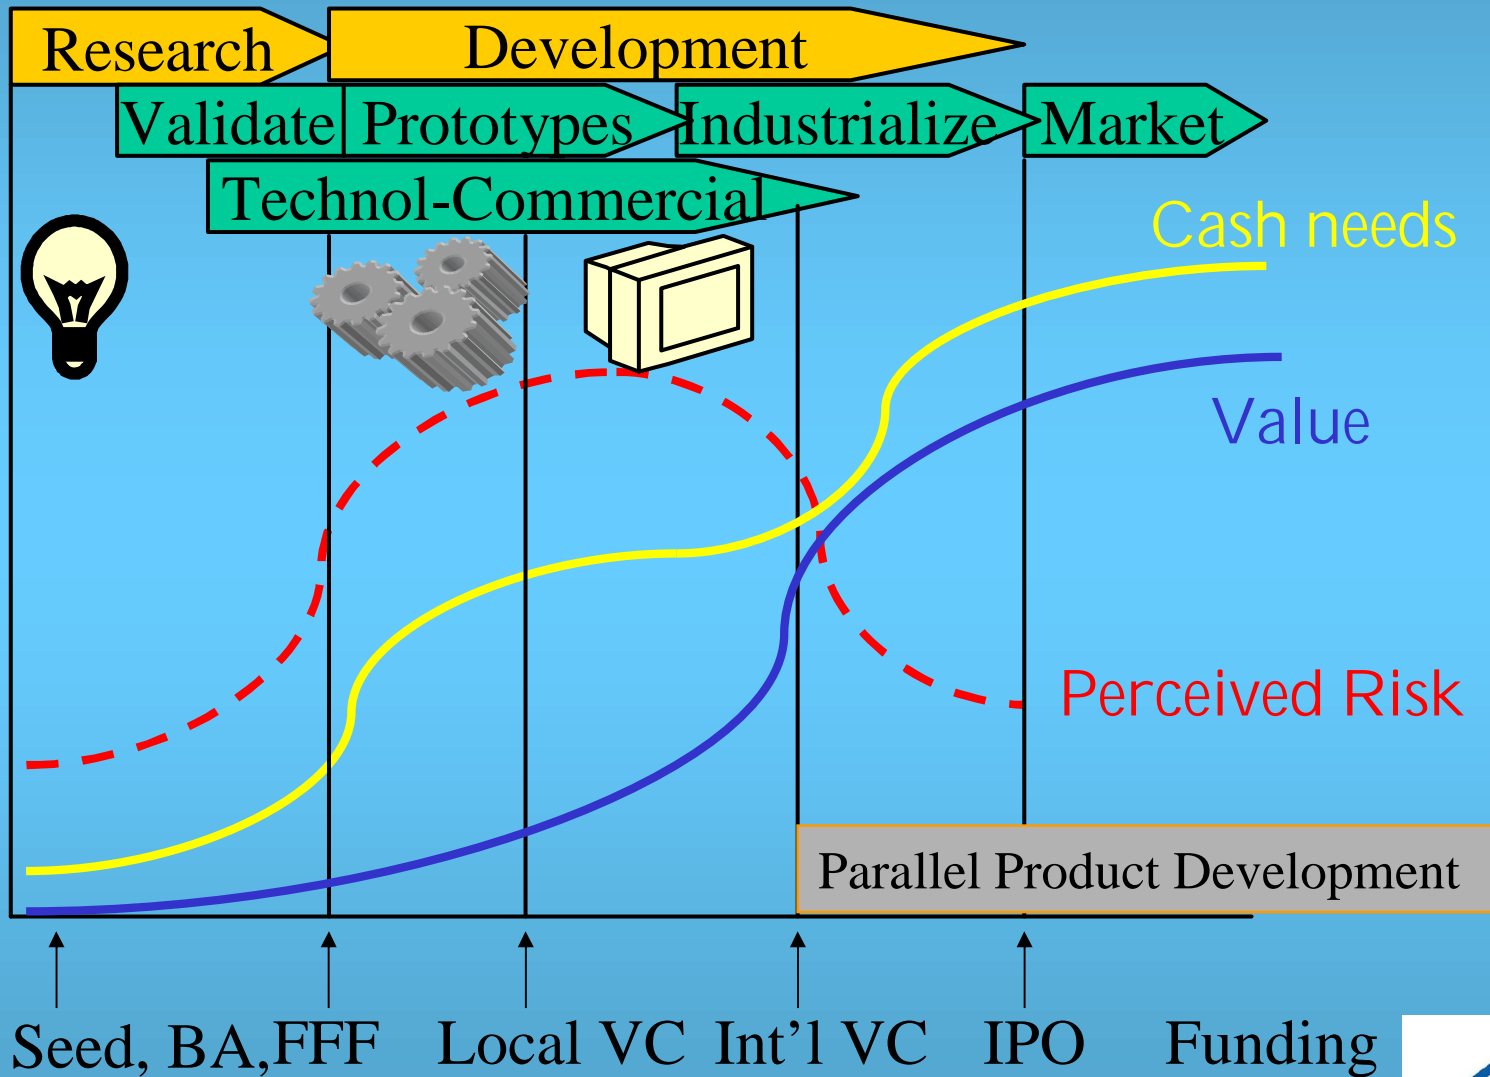 Research Development
Validate Prototypes Industrialize Market
Technol-Commercial
Cash needs
Value
Perceived Risk
Parallel Product Development
Seed, BA, FFF Local VC Int'l VC IPO Funding